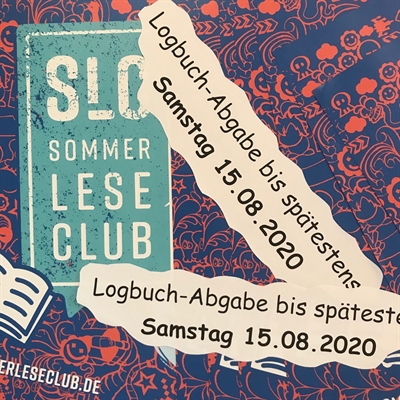 SLC
SOMMER
LESE
CLUB
Logbuch-Abgabe bis spätestens
Samstag 15.08.2020
Logbuch-Abgabe bis späteste
Samstag 15.08.2020
ERLESECLUB.DE